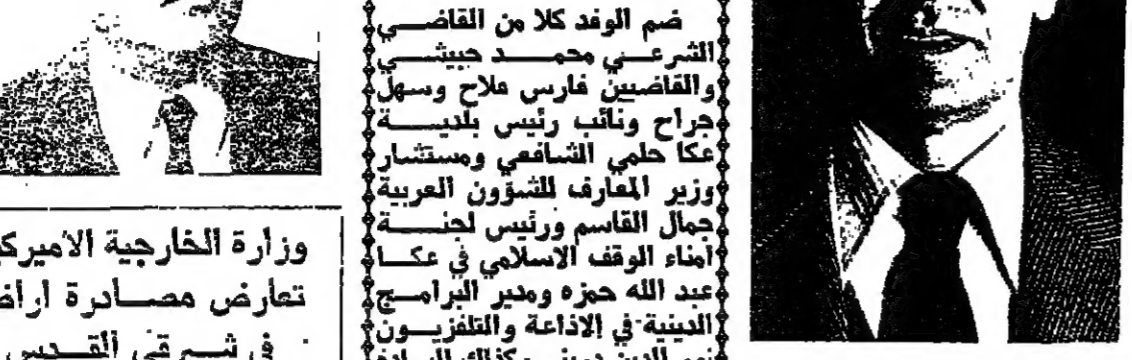 ضم الوفد كلا من القاضي
الشرعي محمد حبيشي
والقاضيين فارس ملاح وسهل
جراح ونائب رئيس بلدية
عكا حلمي الشافعي ومستشار
وزير المعارف للشؤون العربية
جمال القاسم ورئيس لجنة
أمناء الوقف الاسلامي في عكا
عبد الله حمزه ومدير البرامج
الدينية في الاذاعة والتلفزيون
وزارة الخارجية الاميركي
تعارض مصادرة اراض
في شرقي القدس